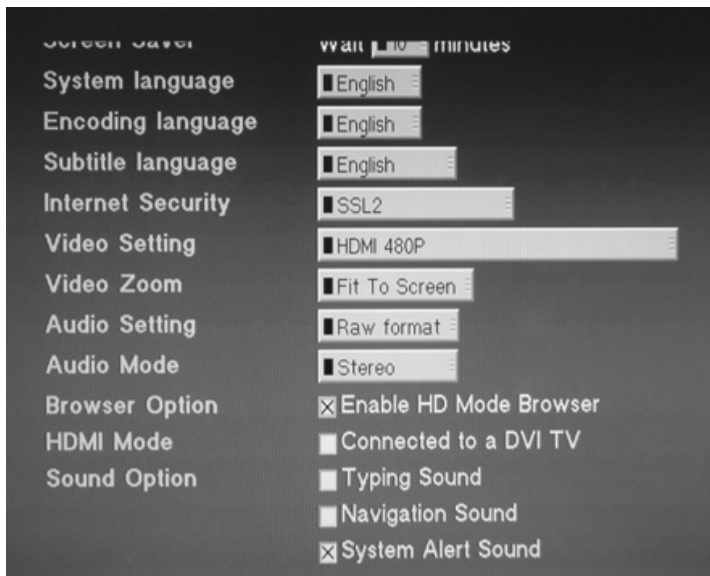 Screen Saver Wait 10 minutes
System language English
Encoding language English
Subtitle language English
Internet Security SSL2
Video Setting HDMI 480P
Video Zoom Fit To Screen
Audio Setting Raw format
Audio Mode Stereo
Browser Option Enable HD Mode Browser
HDMI Mode Connected to a DVI TV
Sound Option Typing Sound
Navigation Sound
System Alert Sound